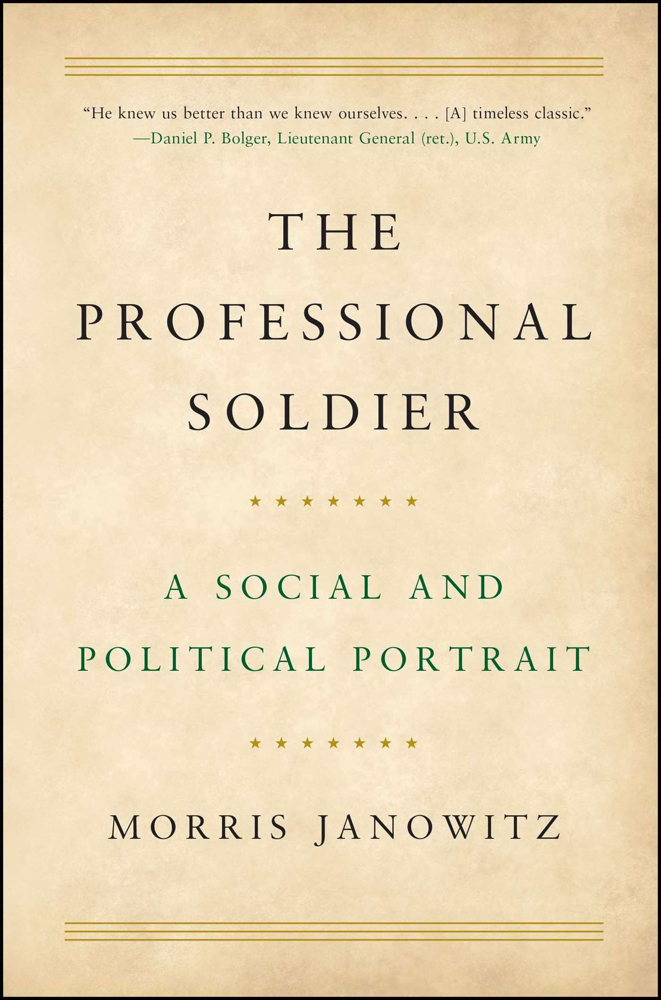 “He knew us better than we knew ourselves. . . . [A] timeless classic.”
—Daniel P. Bolger, Lieutenant General (ret.), U.S. Army
THE
PROFESSIONAL
SOLDIER
A SOCIAL AND
POLITICAL PORTRAIT
MORRIS JANOWITZ